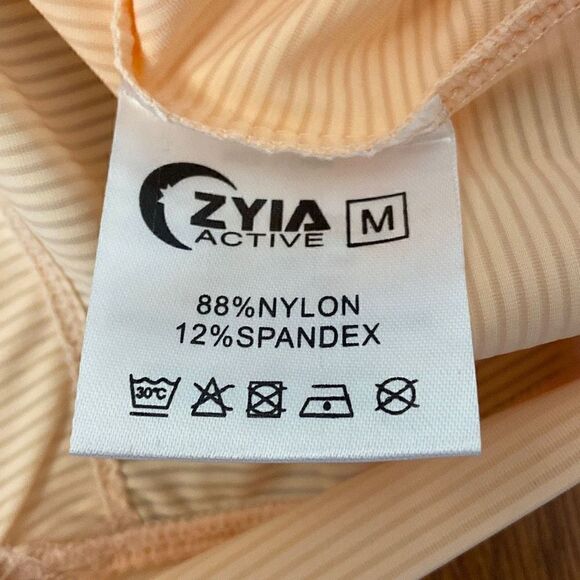 ZYIA
ACTIVE M
88%NYLON
12%SPANDEX
30°C